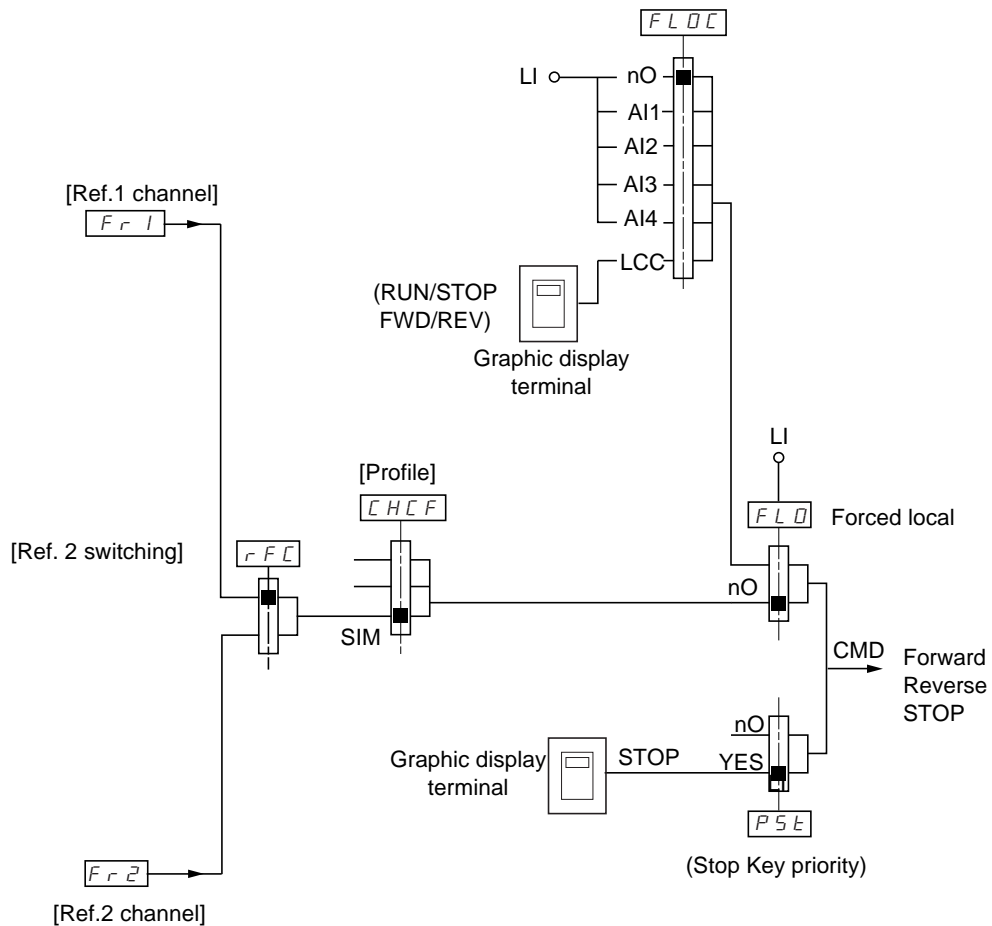 FLOC
LI
nO
AI1
AI2
AI3
AI4
LCC
[Ref.1 channel]
Fr1
(RUN/STOP
FWD/REV)
Graphic display
terminal
LI
[Profile]
CHCF
FLO
Forced local
[Ref. 2 switching]
rFC
nO
SIM
CMD
Forward
Reverse
STOP
nO
Graphic display
terminal
STOP
YES
LI
PSt
(Stop Key priority)
Fr2
[Ref.2 channel]